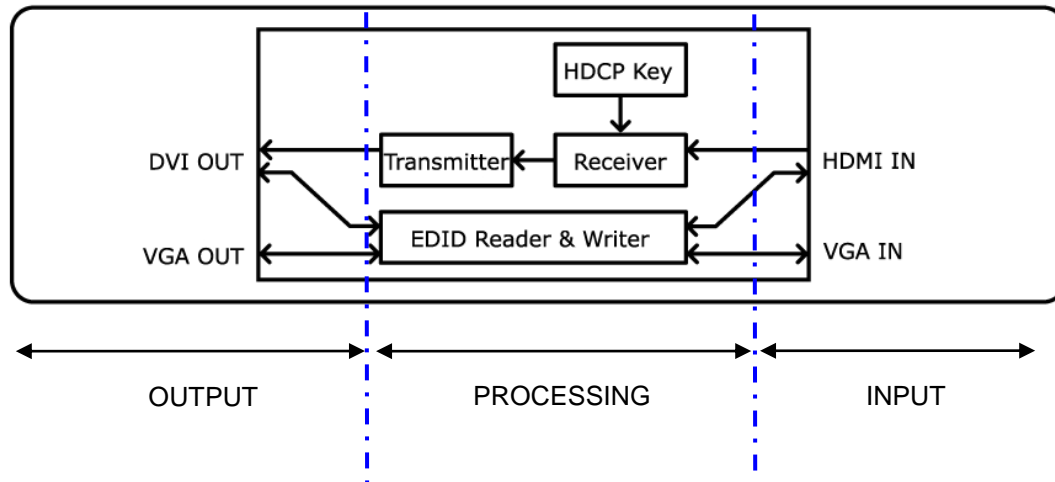 HDCP Key
DVI OUT
Transmitter
Receiver
HDMI IN
VGA OUT
EDID Reader & Writer
VGA IN
OUTPUT
PROCESSING
INPUT